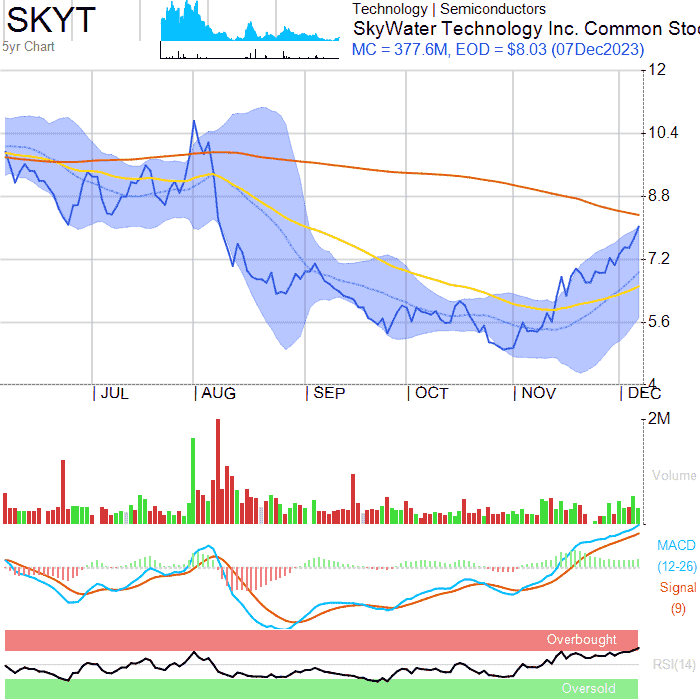 SKYT
5yr Chart
Technology | Semiconductors
SkyWater Technology Inc. Common Sto
MC = 377.6M, EOD = $8.03 (07Dec2023)
12
10.4
8.8
7.2
5.6
4
JUL AUG SEP OCT NOV DEC
2M
Volume
MACD
(12-26)
Signal
(9)
Overbought
RSI(14)
Oversold